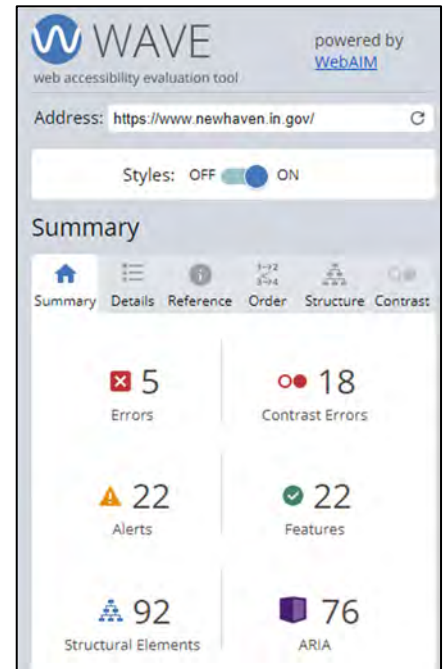 WAVE
powered by
WebAIM
web accessibility evaluation tool
Address: https://www.newhaven.in.gov/
Styles: OFF ON
Summary
Summary Details Reference Order Structure Contrast
5 18
Errors Contrast Errors
22 22
Alerts Features
92 76
Structural Elements ARIA